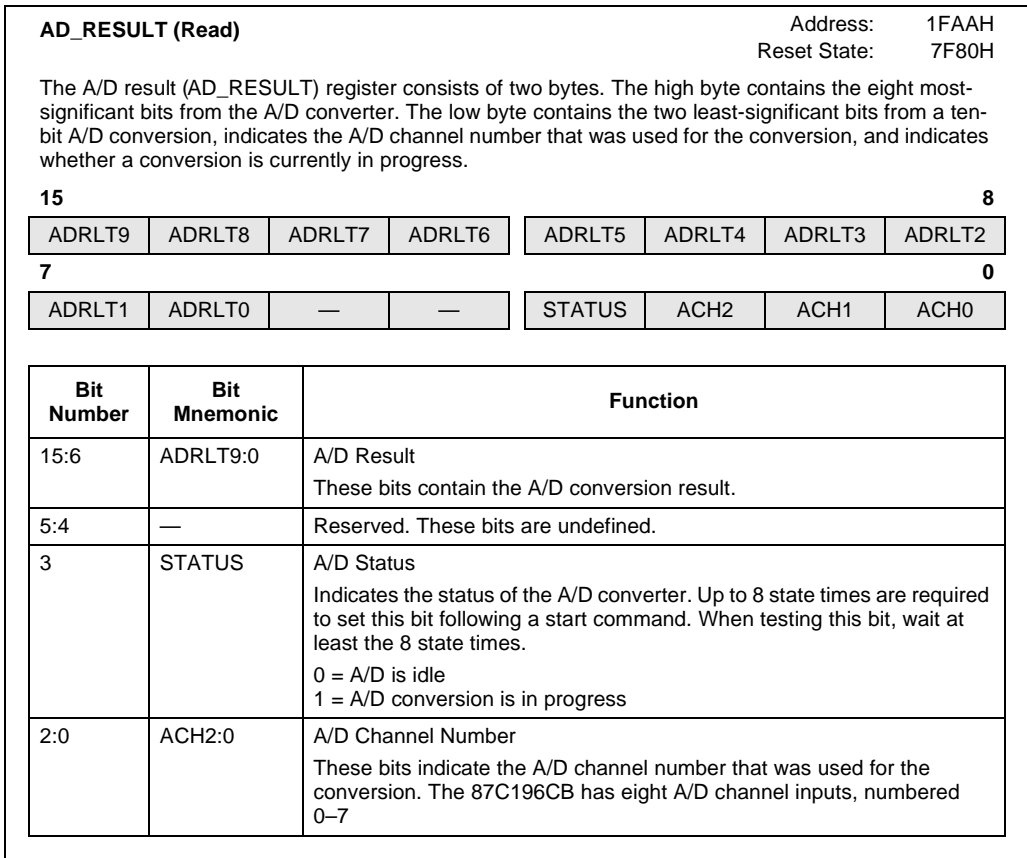 AD_RESULT (Read) Address: 1FAAH
Reset State: 7F80H
The A/D result (AD_RESULT) register consists of two bytes. The high byte contains the eight most-
significant bits from the A/D converter. The low byte contains the two least-significant bits from a ten-
bit A/D conversion, indicates the A/D channel number that was used for the conversion, and indicates
whether a conversion is currently in progress.
15 8
ADRLT9 ADRLT8 ADRLT7 ADRLT6 ADRLT5 ADRLT4 ADRLT3 ADRLT2
7 0
ADRLT1 ADRLT0 — — STATUS ACH2 ACH1 ACH0
Bit Number Bit Mnemonic Function
15:6 ADRLT9:0 A/D Result
These bits contain the A/D conversion result.
5:4 — Reserved. These bits are undefined.
3 STATUS A/D Status
Indicates the status of the A/D converter. Up to 8 state times are required
to set this bit following a start command. When testing this bit, wait at
least the 8 state times.
0 = A/D is idle
1 = A/D conversion is in progress
2:0 ACH2:0 A/D Channel Number
These bits indicate the A/D channel number that was used for the
conversion. The 87C196CB has eight A/D channel inputs, numbered
0–7